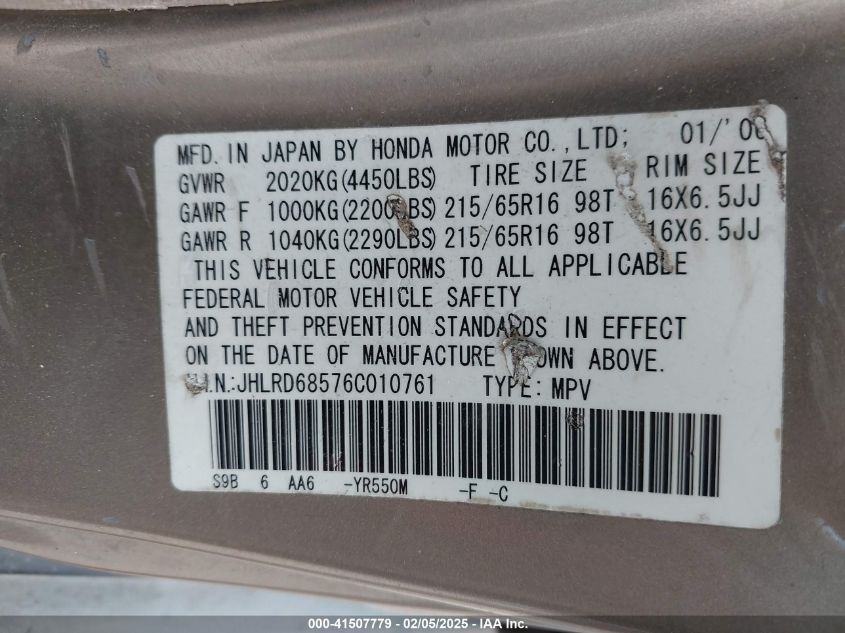 MFD. IN JAPAN BY HONDA MOTOR CO., LTD; 01/'0
GVWR 2020KG(4450LBS) TIRE SIZE RIM SIZE
GAWR F 1000KG(2200LBS) 215/65R16 98T 16X6.5JJ
GAWR R 1040KG(2290LBS) 215/65R16 98T 16X6.5JJ
THIS VEHICLE CONFORMS TO ALL APPLICABLE
FEDERAL MOTOR VEHICLE SAFETY
AND THEFT PREVENTION STANDARDS IN EFFECT
ON THE DATE OF MANUFACTURE OWN ABOVE.
.I.N.:JHLRD68576C010761 TYPE: MPV
S9B 6 AA6 -YR550M -F -C
000-41507779 - 02/05/2025 - IAA Inc.